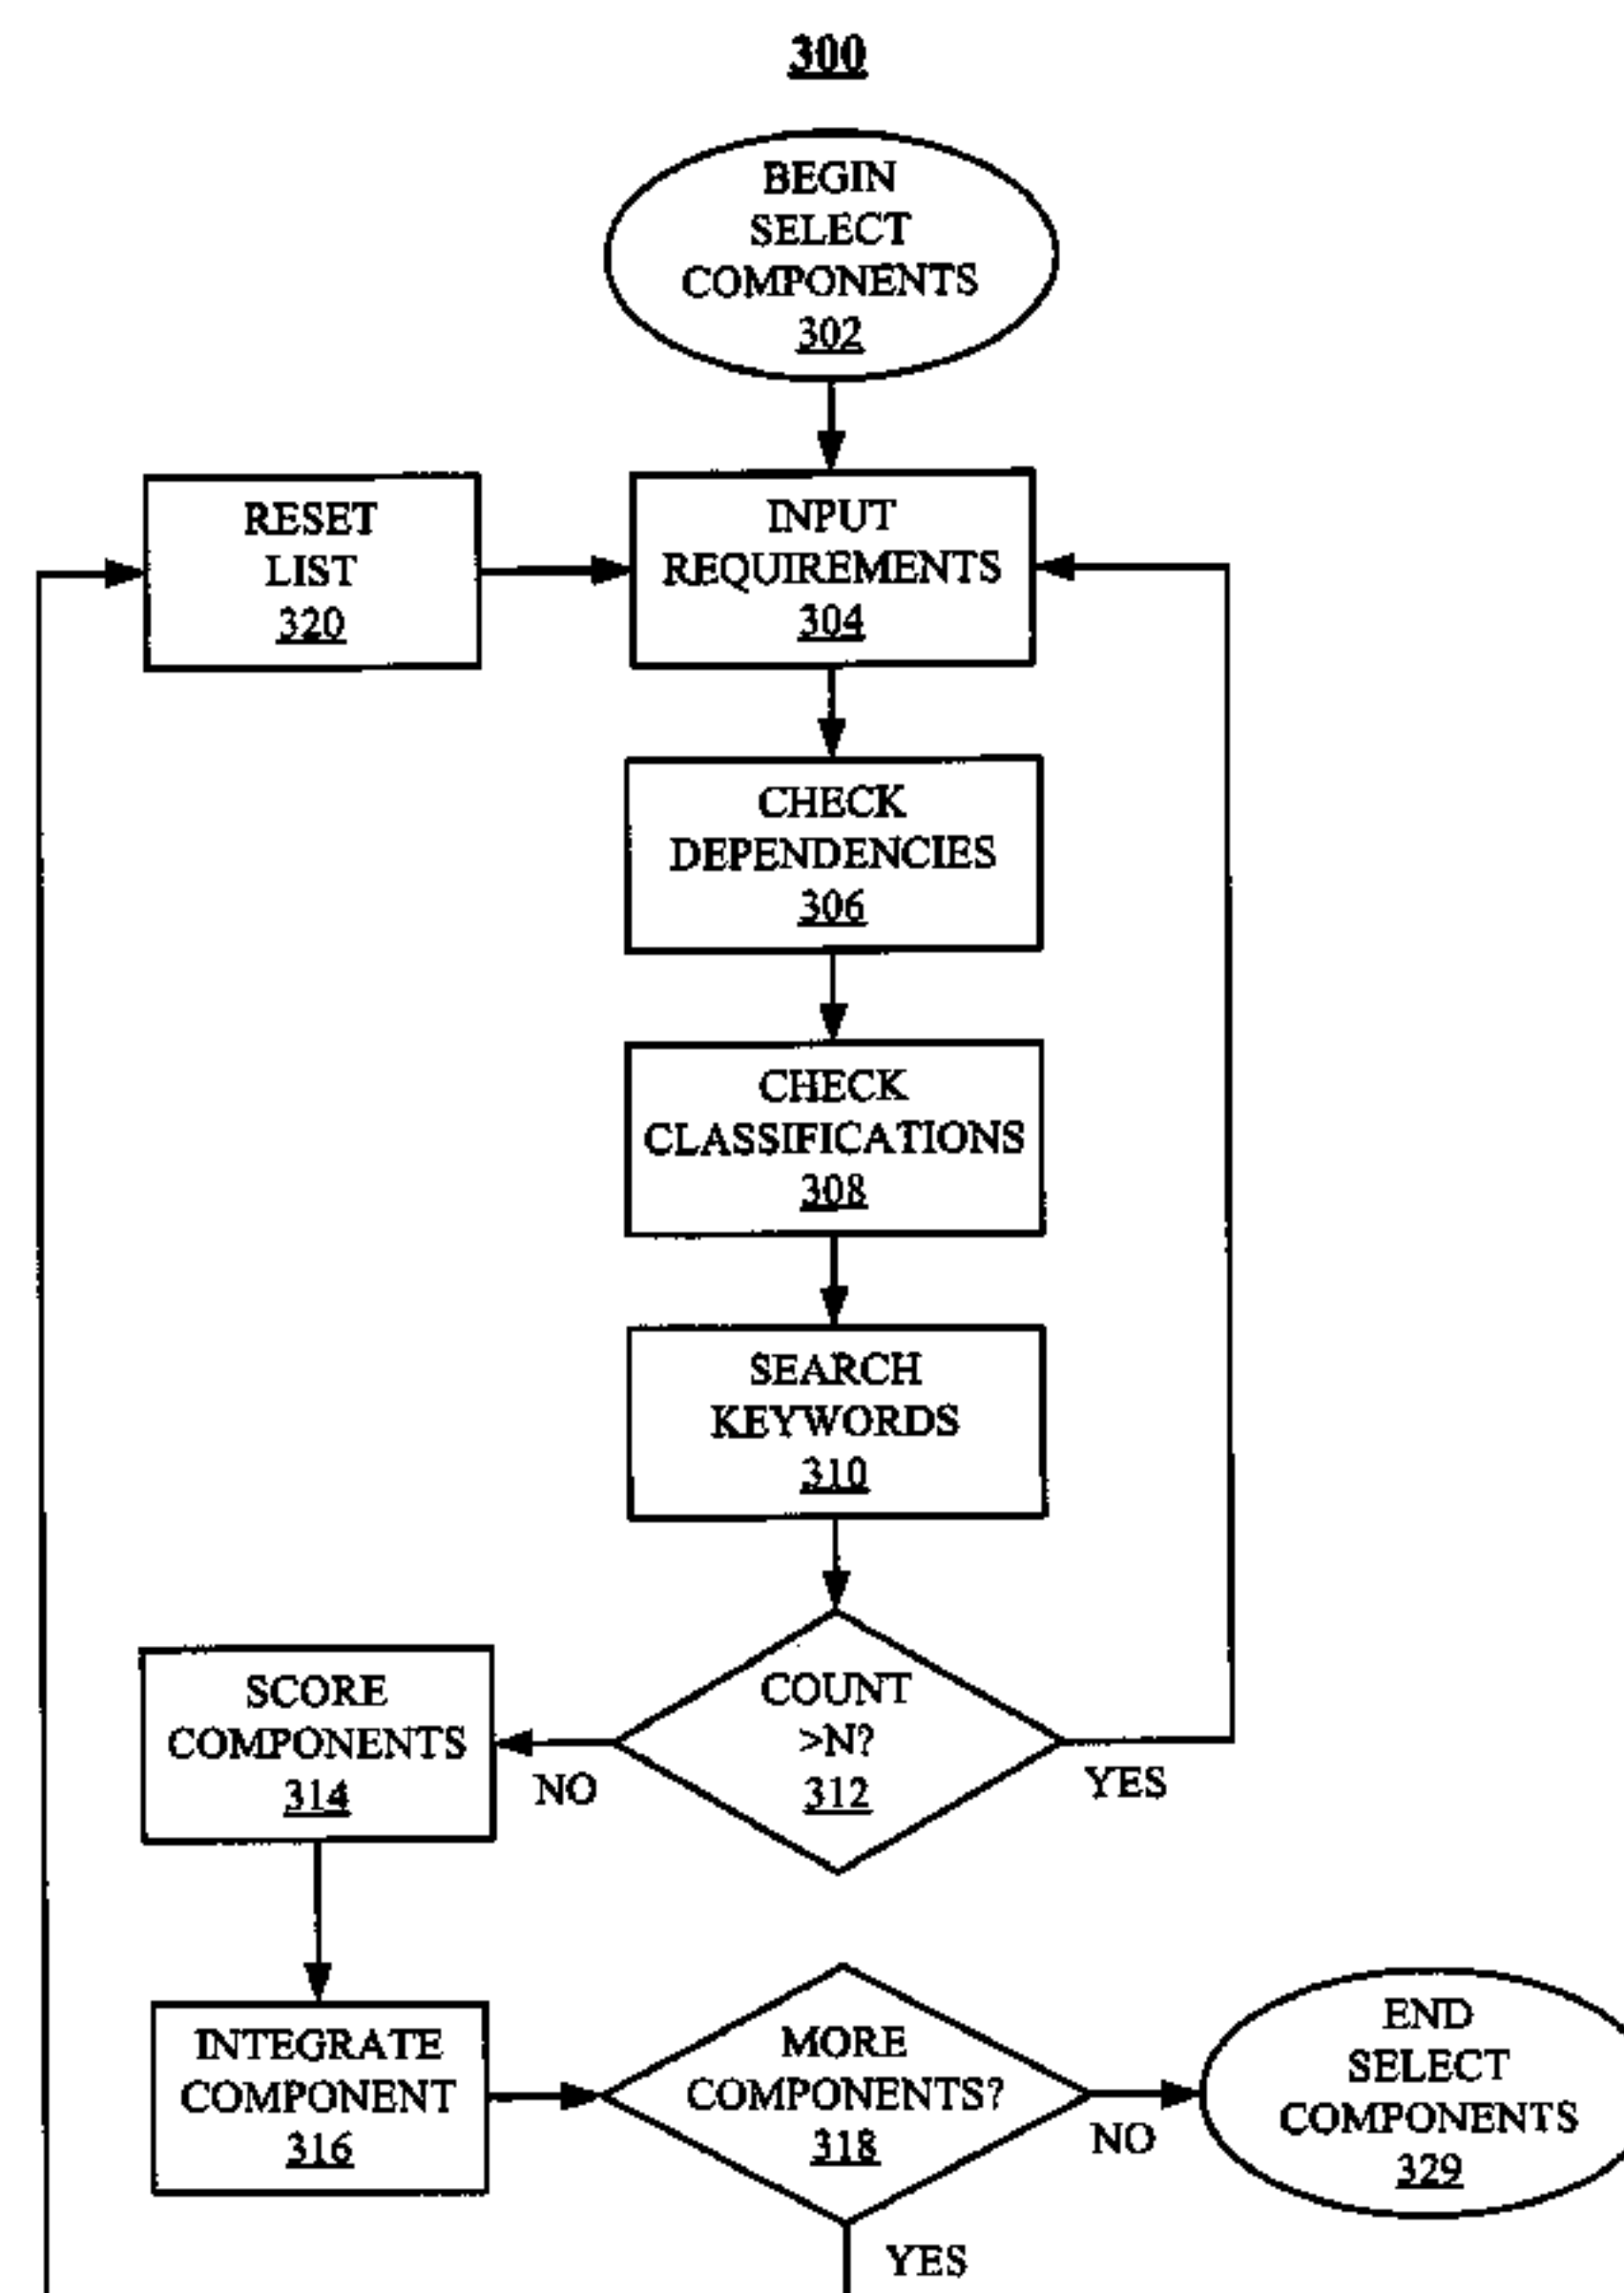 300
BEGIN
SELECT
COMPONENTS
302
RESET
LIST
320
INPUT
REQUIREMENTS
304
CHECK
DEPENDENCIES
306
CHECK
CLASSIFICATIONS
308
SEARCH
KEYWORDS
310
COUNT
>N?
312
NO
YES
SCORE
COMPONENTS
314
INTEGRATE
COMPONENT
316
MORE
COMPONENTS?
318
NO
YES
END
SELECT
COMPONENTS
329